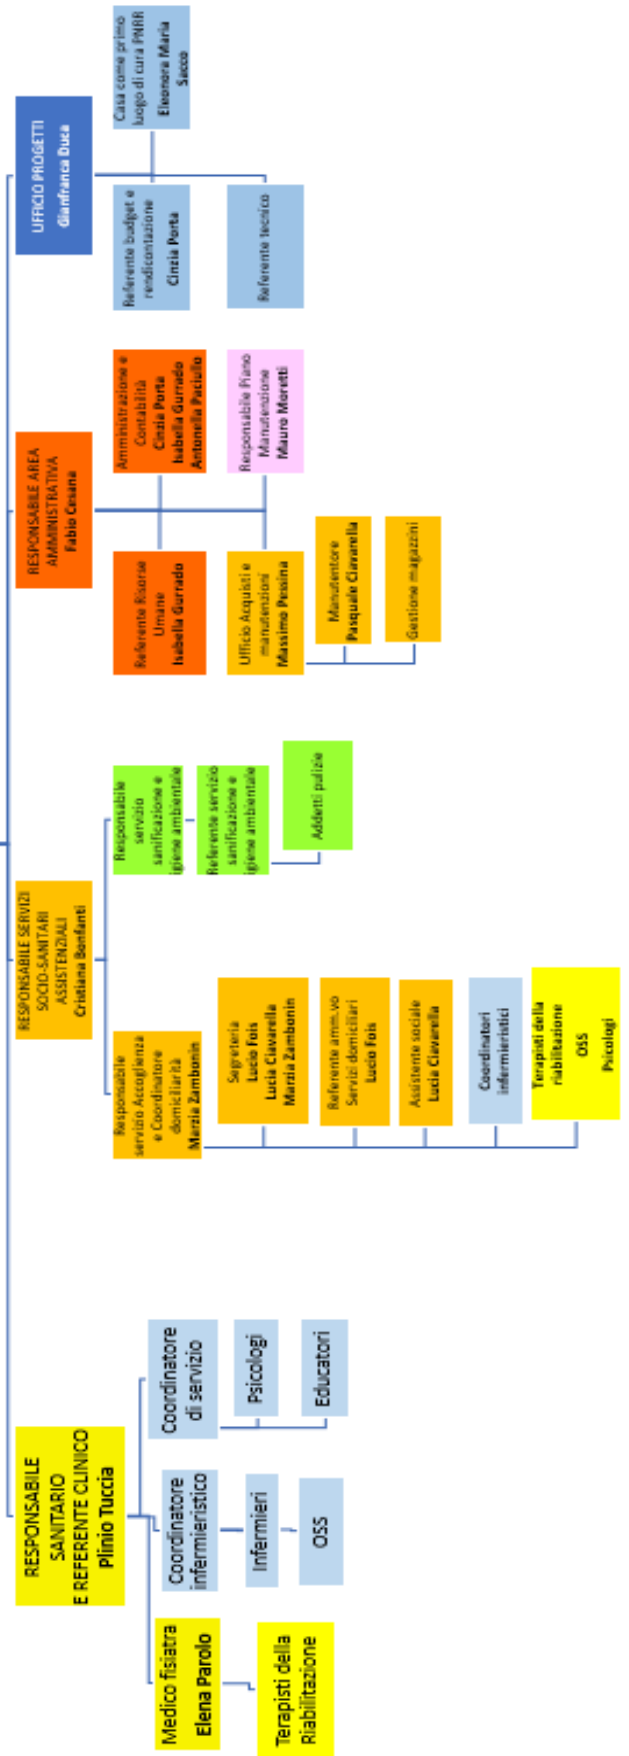 RESPONSABILE
SANITARIO
E REFERENTE CLINICO
Plinio Tuccia
Medico fisiatra
Elena Parolo
Terapisti della
Riabilitazione
Coordinatore
infermieristico
Infermieri
OSS
Coordinatore
di servizio
Psicologi
Educatori
RESPONSABILE SERVIZI
SOCIO-SANITARI
ASSISTENZIALI
Cristiana Bonfanti
Responsabile
servizio Accoglienza
e Coordinatore
domiciliarità
Marzia Zambonin
Segreteria
Lucio Fois
Lucia Ciavarella
Marzia Zambonin
Referente amm.vo
Servizi domiciliari
Lucio Fois
Assistente sociale
Lucia Ciavarella
Coordinatori
infermieristici
Terapisti della
riabilitazione
OSS
Psicologi
Responsabile
servizio
sanificazione e
igiene ambientale
Referente servizio
sanificazione e
igiene ambientale
Addetti pulizie
RESPONSABILE AREA
AMMINISTRATIVA
Fabio Cesana
Referente Risorse
Umane
Isabella Gurrado
Amministrazione e
Contabilità
Cinzia Porta
Isabella Gurrado
Antonella Paciullo
Ufficio Acquisti e
manutenzioni
Massimo Pessina
Responsabile Piano
Manutenzione
Mauro Moretti
Manutentore
Pasquale Ciavarella
Gestione magazzini
UFFICIO PROGETTI
Gianfranca Duca
Referente budget e
rendicontazione
Cinzia Porta
Casa come primo
luogo di cura PNRR
Eleonora Maria
Sacco
Referente tecnico